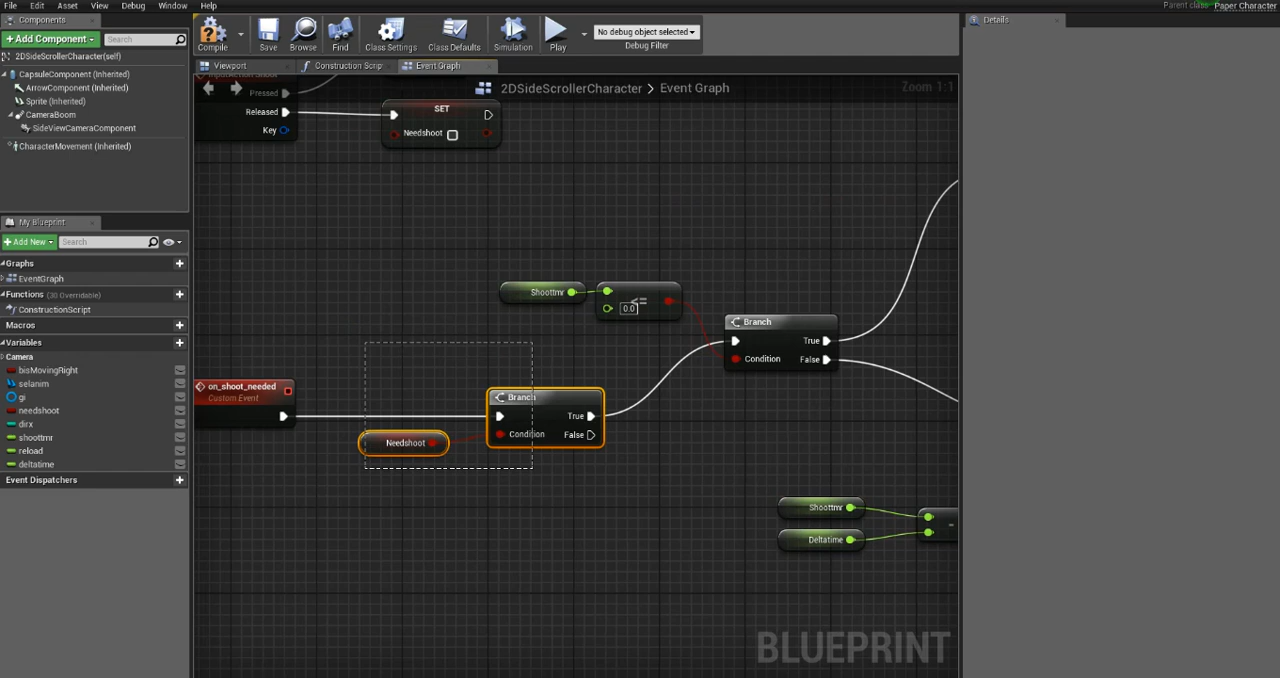 File Edit Asset View Debug Window Help
Parent class: Paper Character
Components
+ Add Component
Search
2DSideScrollerCharacter(self)
CapsuleComponent (Inherited)
ArrowComponent (Inherited)
Sprite (Inherited)
CameraBoom
SideViewCameraComponent
CharacterMovement (Inherited)
My Blueprint
+ Add New
Search
Graphs
EventGraph
Functions (30 Overridable)
ConstructionScript
Macros
Variables
Camera
bisMovingRight
selanim
gi
needshoot
dirx
shoottmr
reload
deltatime
Event Dispatchers
Compile
Save
Browse
Find
Class Settings
Class Defaults
Simulation
Play
No debug object selected
Debug Filter
Viewport
Construction Scrip
Event Graph
2DSideScrollerCharacter > Event Graph
Zoom 1:1
InputAction Shoot
Pressed
Released
Key
SET
Needshoot
Shoottmr
<=
0.0
Branch
True
Condition
False
on_shoot_needed
Custom Event
Needshoot
Branch
True
Condition
False
Shoottmr
Deltatime
-
BLUEPRINT
Details